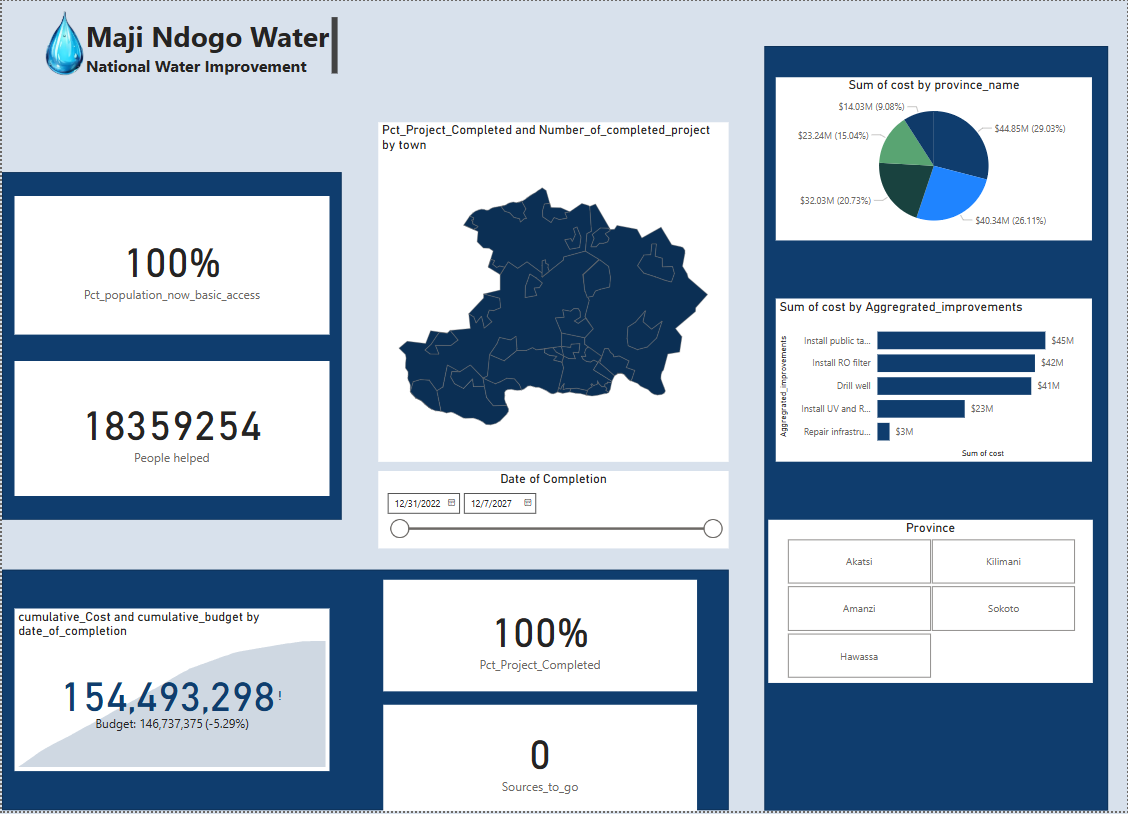 Maji Ndogo Water
National Water Improvement
100%
Pct_population_now_basic_access
18359254
People helped
Pct_Project_Completed and Number_of_completed_project
by town
Date of Completion
12/31/2022
12/7/2027
cumulative_Cost and cumulative_budget by
date_of_completion
154,493,298!
Budget: 146,737,375 (-5.29%)
100%
Pct_Project_Completed
0
Sources_to_go
Sum of cost by province_name
$14.03M (9.08%)
$44.85M (29.03%)
$23.24M (15.04%)
$32.03M (20.73%)
$40.34M (26.11%)
Sum of cost by Aggregrated_improvements
Aggregrated_improvements
Install public ta... $45M
Install RO filter $42M
Drill well $41M
Install UV and R... $23M
Repair infrastru... $3M
Sum of cost
Province
Akatsi
Kilimani
Amanzi
Sokoto
Hawassa